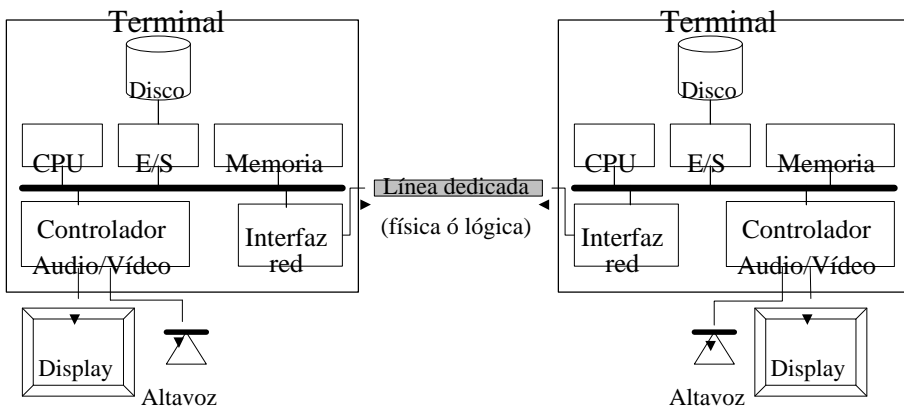 Terminal
Disco
CPU
E/S
Memoria
Controlador
Audio/Vídeo
Interfaz
red
Display
Altavoz
Línea dedicada
(física ó lógica)
Terminal
Disco
CPU
E/S
Memoria
Interfaz
red
Controlador
Audio/Vídeo
Altavoz
Display